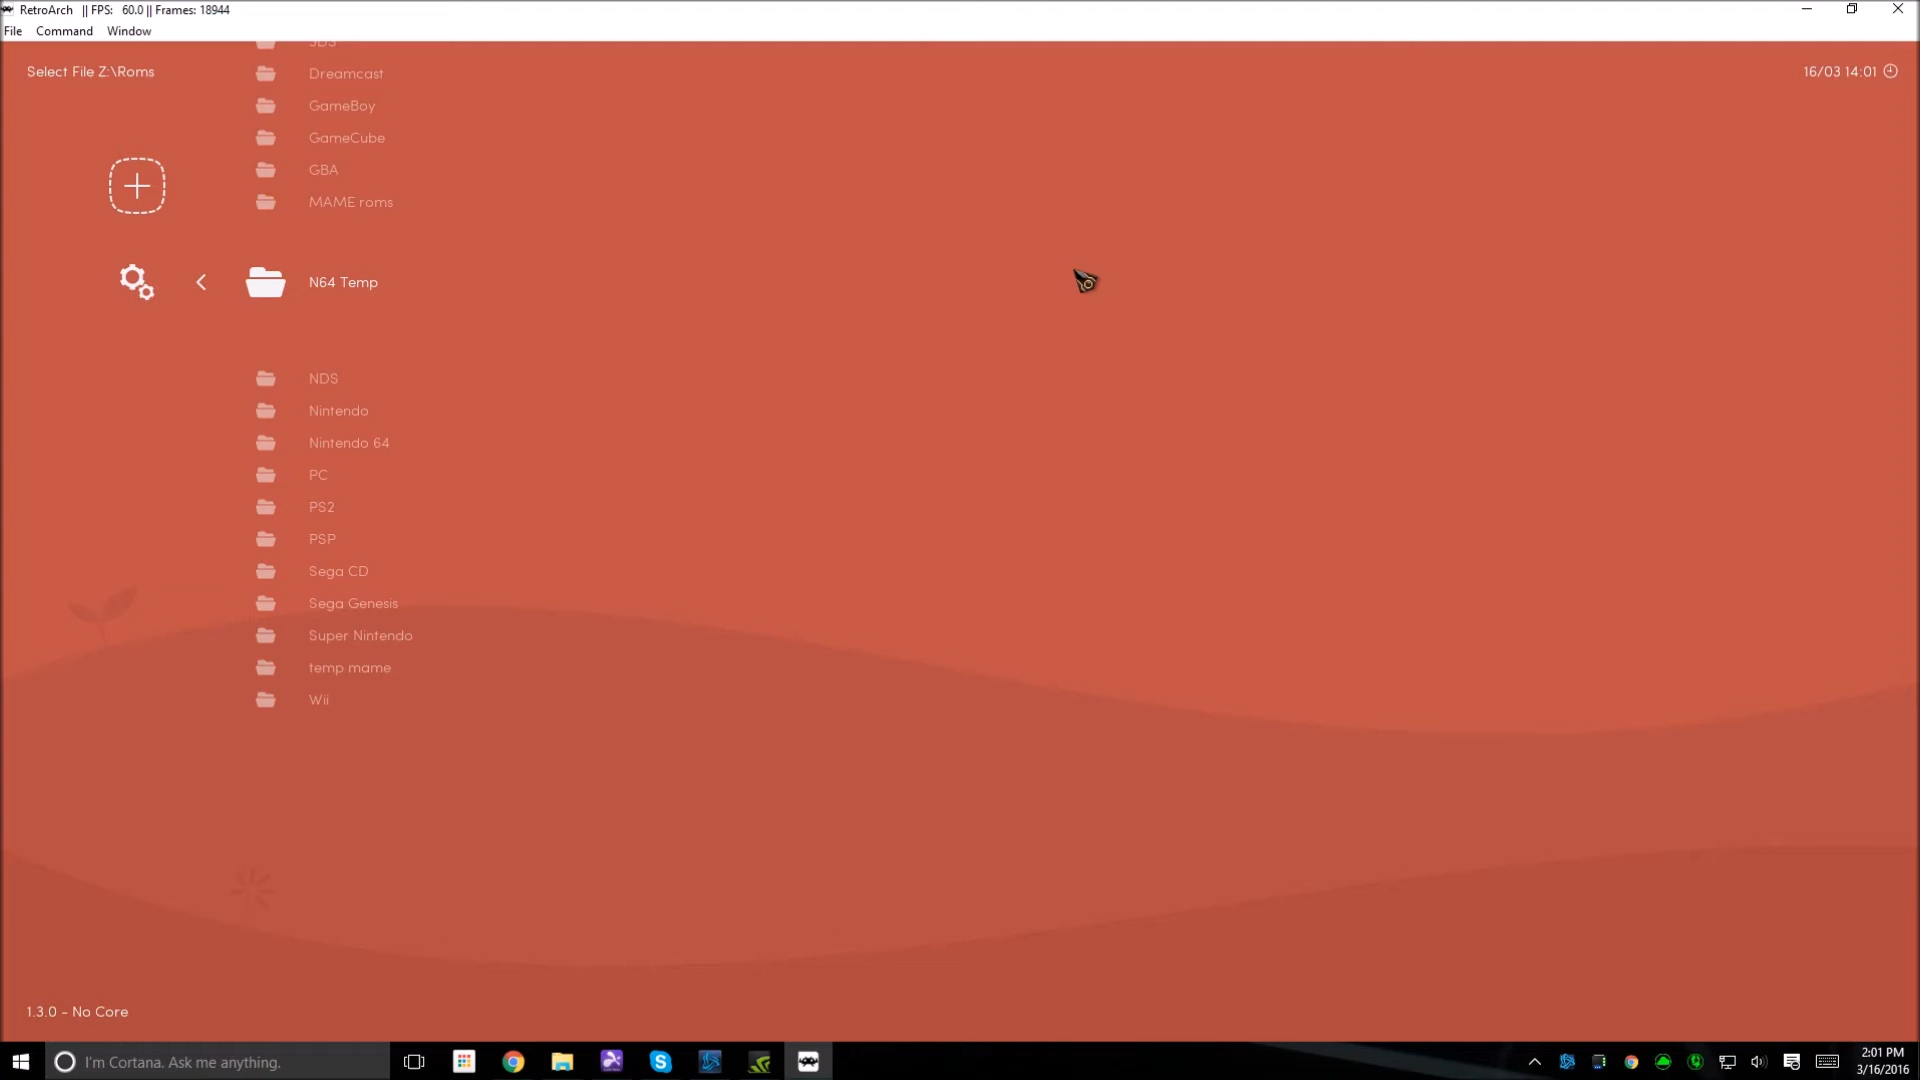 RetroArch || FPS: 60.0 || Frames: 18944
File Command Window
3DS
Select File Z:\Roms
16/03 14:01
Dreamcast
GameBoy
GameCube
GBA
MAME roms
N64 Temp
NDS
Nintendo
Nintendo 64
PC
PS2
PSP
Sega CD
Sega Genesis
Super Nintendo
temp mame
Wii
1.3.0 - No Core
I'm Cortana. Ask me anything.
2:01 PM
3/16/2016